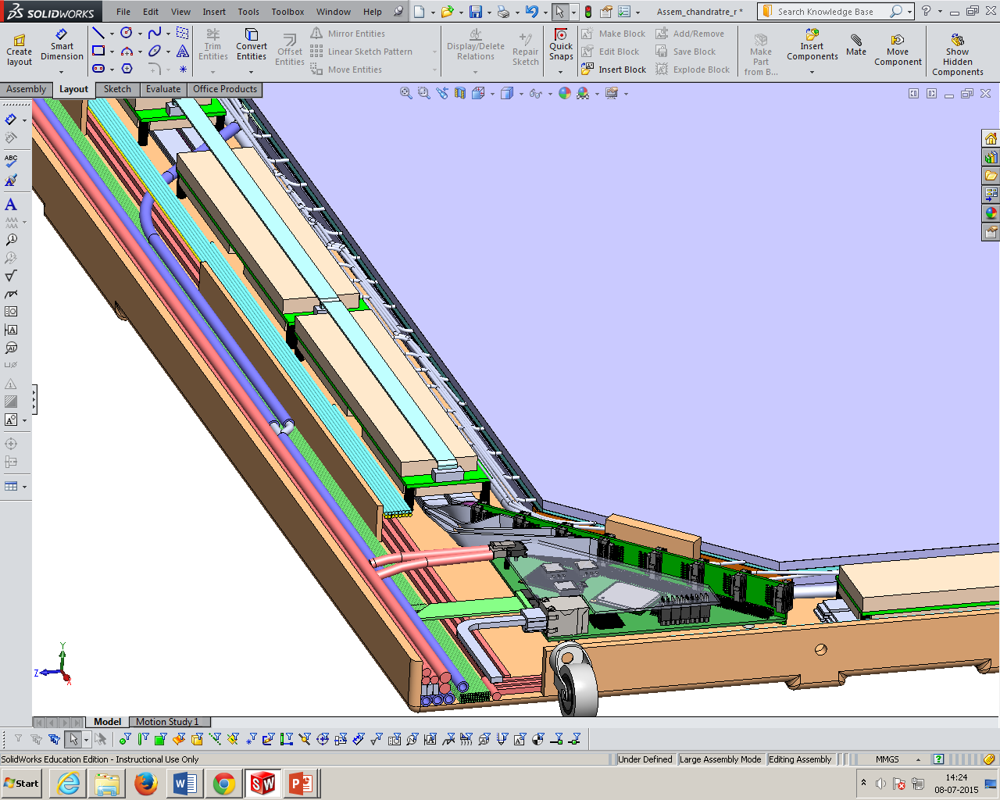 SOLIDWORKS File Edit View Insert Tools Toolbox Window Help Assem_chandratre_r * Search Knowledge Base
Create layout
Smart Dimension
Trim Entities
Convert Entities
Offset Entities
Mirror Entities
Linear Sketch Pattern
Move Entities
Display/Delete Relations
Repair Sketch
Quick Snaps
Make Block
Edit Block
Insert Block
Add/Remove
Save Block
Explode Block
Make Part from B...
Insert Components
Mate
Move Component
Show Hidden Components
Assembly Layout Sketch Evaluate Office Products
ABC
A
Y
Z
X
Model Motion Study 1
SolidWorks Education Edition - Instructional Use Only Under Defined Large Assembly Mode Editing Assembly MMGS ?
Start 14:24
08-07-2015